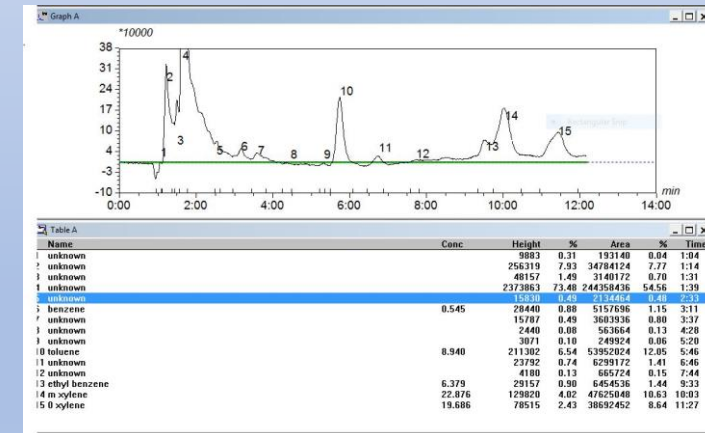 Graph A
*10000
38
31
24
17
10
4
-3
-10
1 2 3 4 5 6 7 8 9 10 11 12 13 14 15
Rectangular Snip
min
0:00 2:00 4:00 6:00 8:00 10:00 12:00 14:00
Table A
Name Conc Height % Area % Time
unknown 9883 0.31 193140 0.04 1:04
unknown 256319 7.93 34784124 7.77 1:14
unknown 48157 1.49 3140172 0.70 1:31
unknown 2373863 73.48 244358436 54.56 1:39
unknown 15830 0.49 2134464 0.48 2:33
benzene 0.545 28440 0.88 5157696 1.15 3:11
unknown 15787 0.49 3603936 0.80 3:37
unknown 2440 0.08 563664 0.13 4:28
unknown 3071 0.10 249924 0.06 5:20
10 toluene 8.940 211302 6.54 53952024 12.05 5:46
11 unknown 23792 0.74 6299172 1.41 6:46
12 unknown 4180 0.13 665724 0.15 7:44
13 ethyl benzene 6.379 29157 0.90 6454536 1.44 9:33
14 m xylene 22.876 129820 4.02 47625048 10.63 10:03
15 0 xylene 19.686 78515 2.43 38692452 8.64 11:27